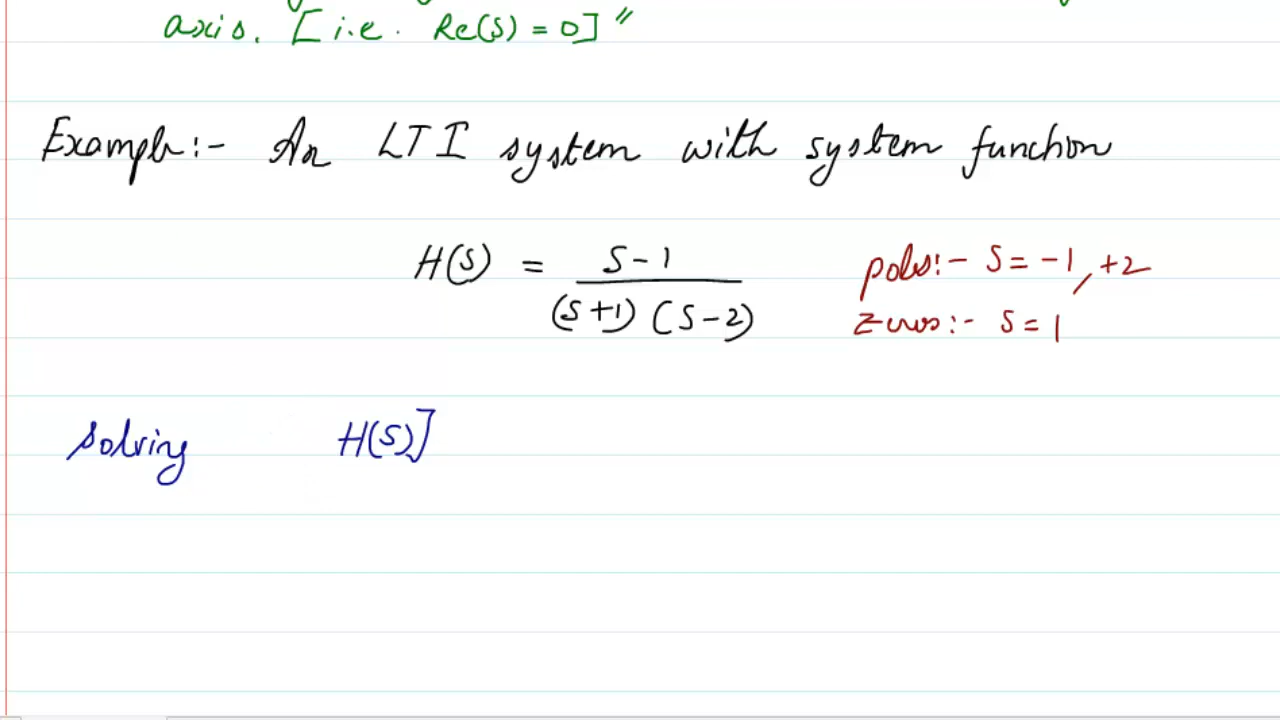 axis. [i.e. Re(s) = 0]"
Example:- An LTI system with system function
H(s) = s-1 / (s+1) (s-2)
poles:- s = -1, +2
zeros:- s = 1
Solving H(s)]